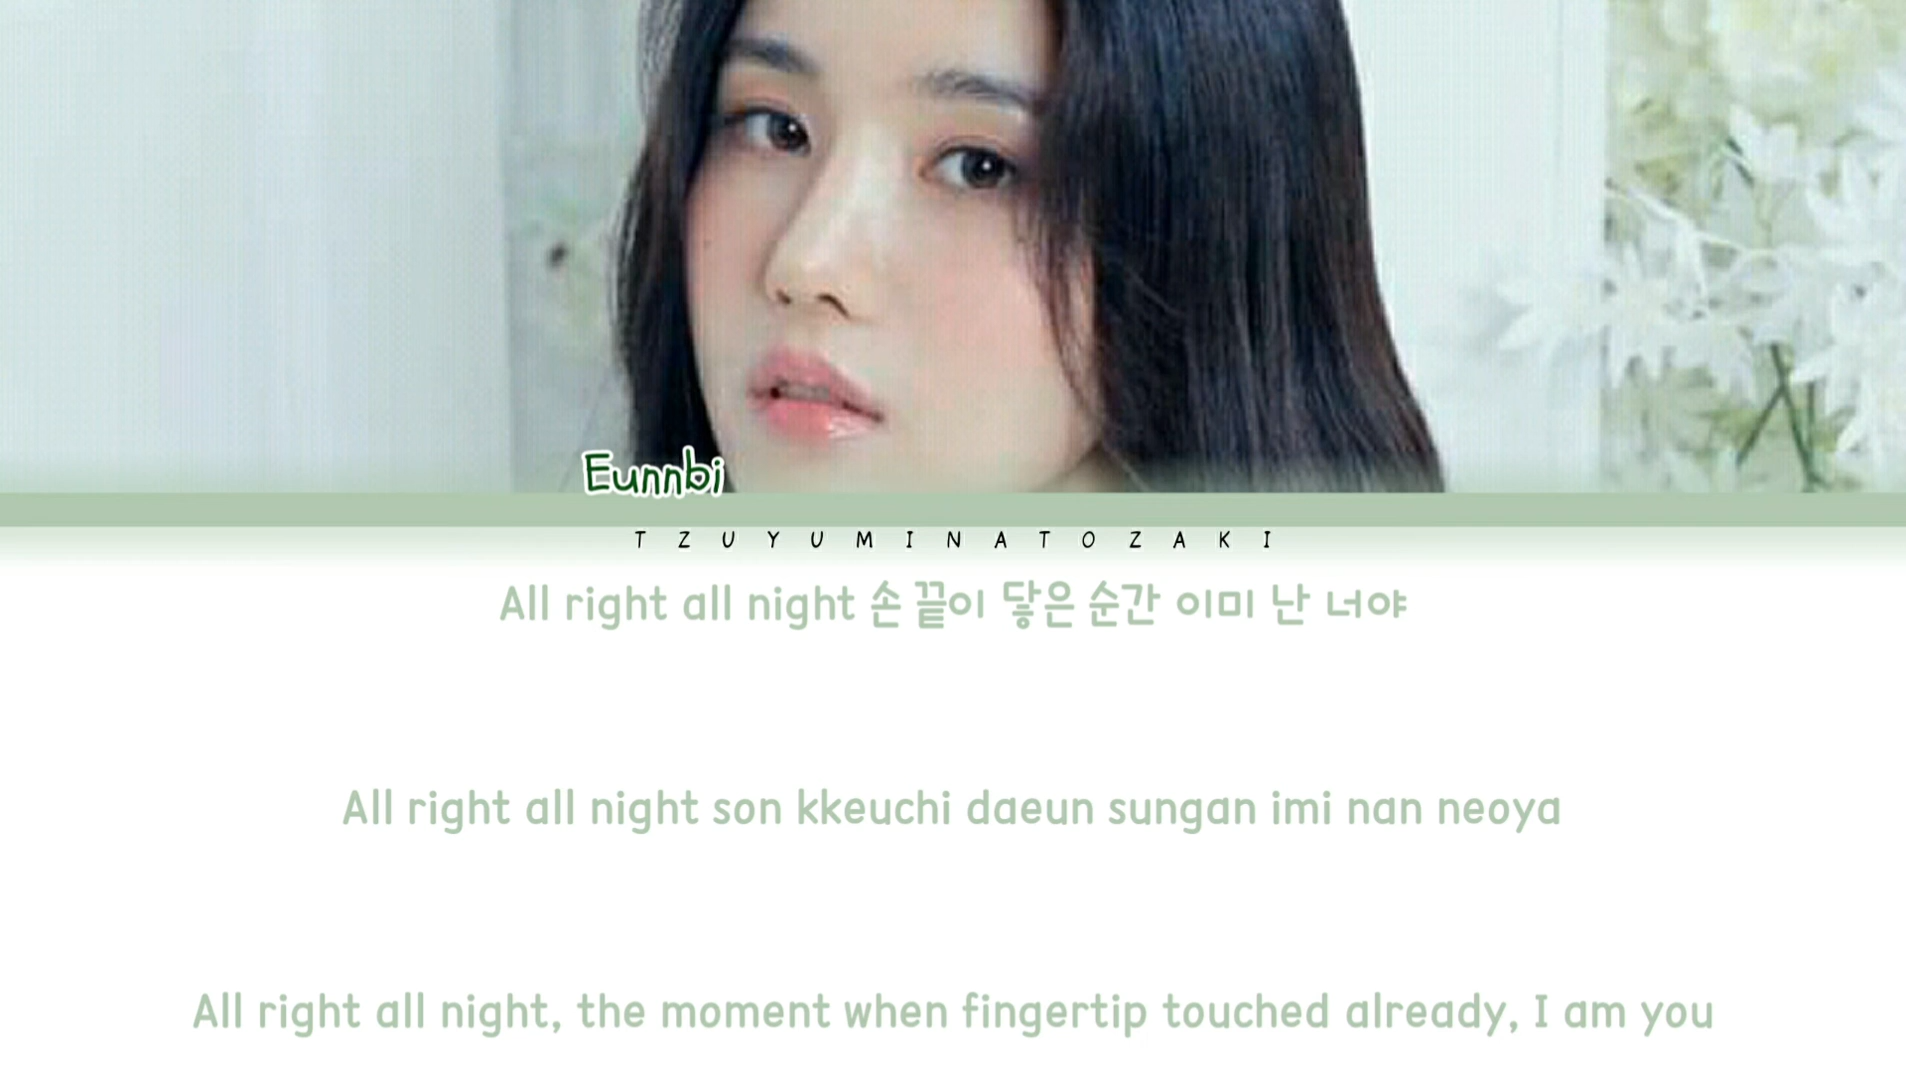 Eunnbi
TZUYUMINATOZAKI
All right all night 손 끝이 닿은 순간 이미 난 너야
All right all night son kkeuchi daeun sungan imi nan neoya
All right all night, the moment when fingertip touched already, I am you